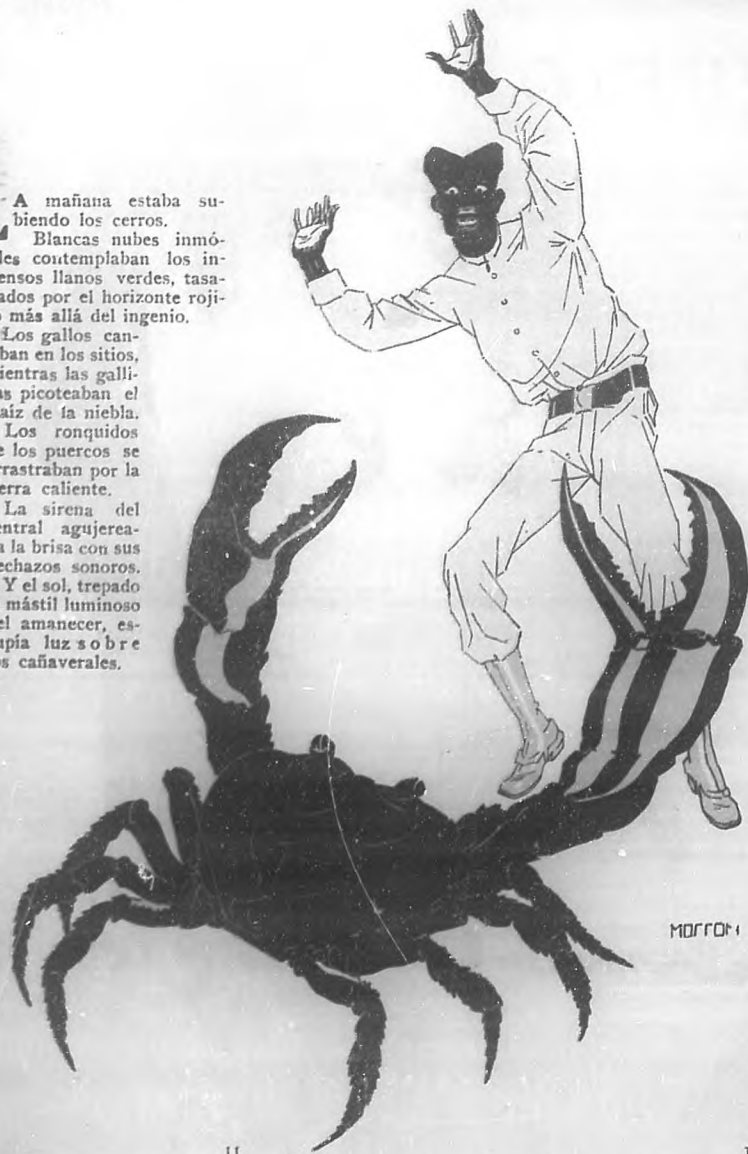 A mañana estaba su-
biendo los cerros.
Blancas nubes inmó-
les contemplaban los in-
ensos llanos verdes, tasa-
ados por el horizonte roji-
o más allá del ingenio.
Los gallos can-
ban en los sitios,
ientras las galli-
as picoteaban el
aíz de la niebla.
Los ronquidos
e los puercos se
rrastraban por la
erra caliente.
La sirena del
entral agujerea-
a la brisa con sus
echazos sonoros.
Y el sol, trepado
mástil luminoso
el amanecer, es-
upía luz sobre
os cañaverales.